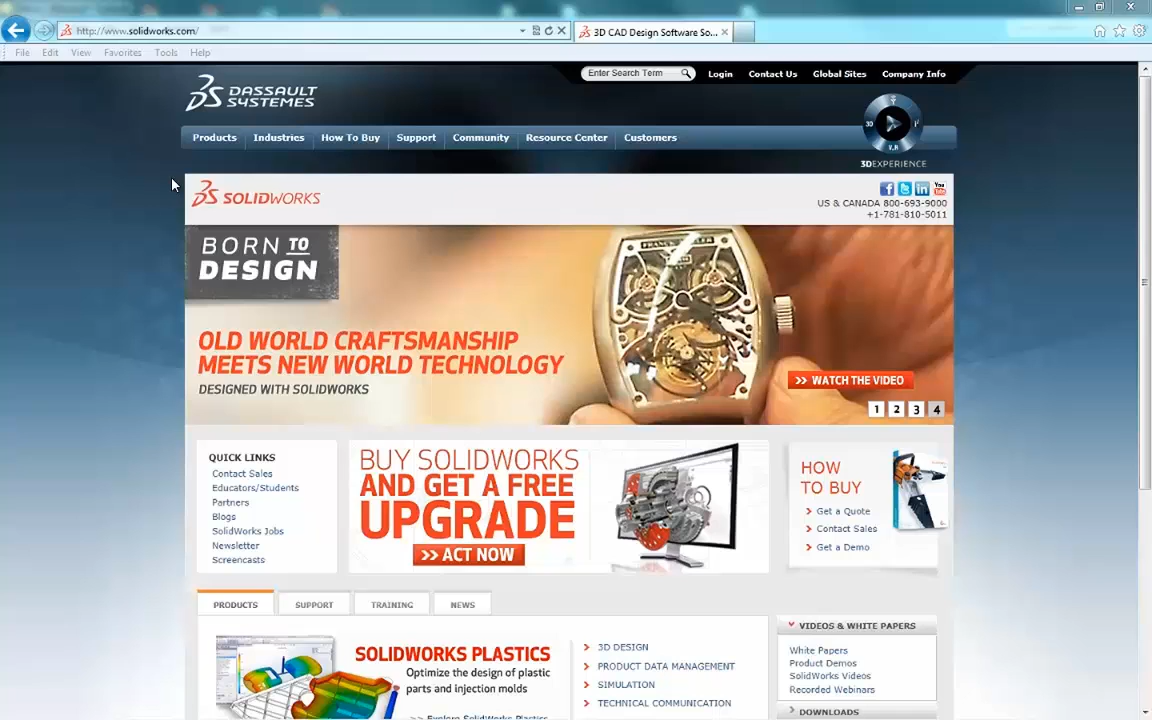 http://www.solidworks.com/
3D CAD Design Software So...
File Edit View Favorites Tools Help
Enter Search Term
Login Contact Us Global Sites Company Info
DASSAULT
SYSTEMES
Products Industries How To Buy Support Community Resource Center Customers
3D
V.R
3DEXPERIENCE
SOLIDWORKS
You
US & CANADA 800-693-9000
+1-781-810-5011
BORN TO
DESIGN
OLD WORLD CRAFTSMANSHIP
MEETS NEW WORLD TECHNOLOGY
DESIGNED WITH SOLIDWORKS
>> WATCH THE VIDEO
1 2 3 4
QUICK LINKS
Contact Sales
Educators/Students
Partners
Blogs
SolidWorks Jobs
Newsletter
Screencasts
BUY SOLIDWORKS
AND GET A FREE
UPGRADE
>> ACT NOW
HOW
TO BUY
Get a Quote
Contact Sales
Get a Demo
PRODUCTS SUPPORT TRAINING NEWS
SOLIDWORKS PLASTICS
Optimize the design of plastic
parts and injection molds
>> Explore SolidWorks Plastics
3D DESIGN
PRODUCT DATA MANAGEMENT
SIMULATION
TECHNICAL COMMUNICATION
VIDEOS & WHITE PAPERS
White Papers
Product Demos
SolidWorks Videos
Recorded Webinars
DOWNLOADS